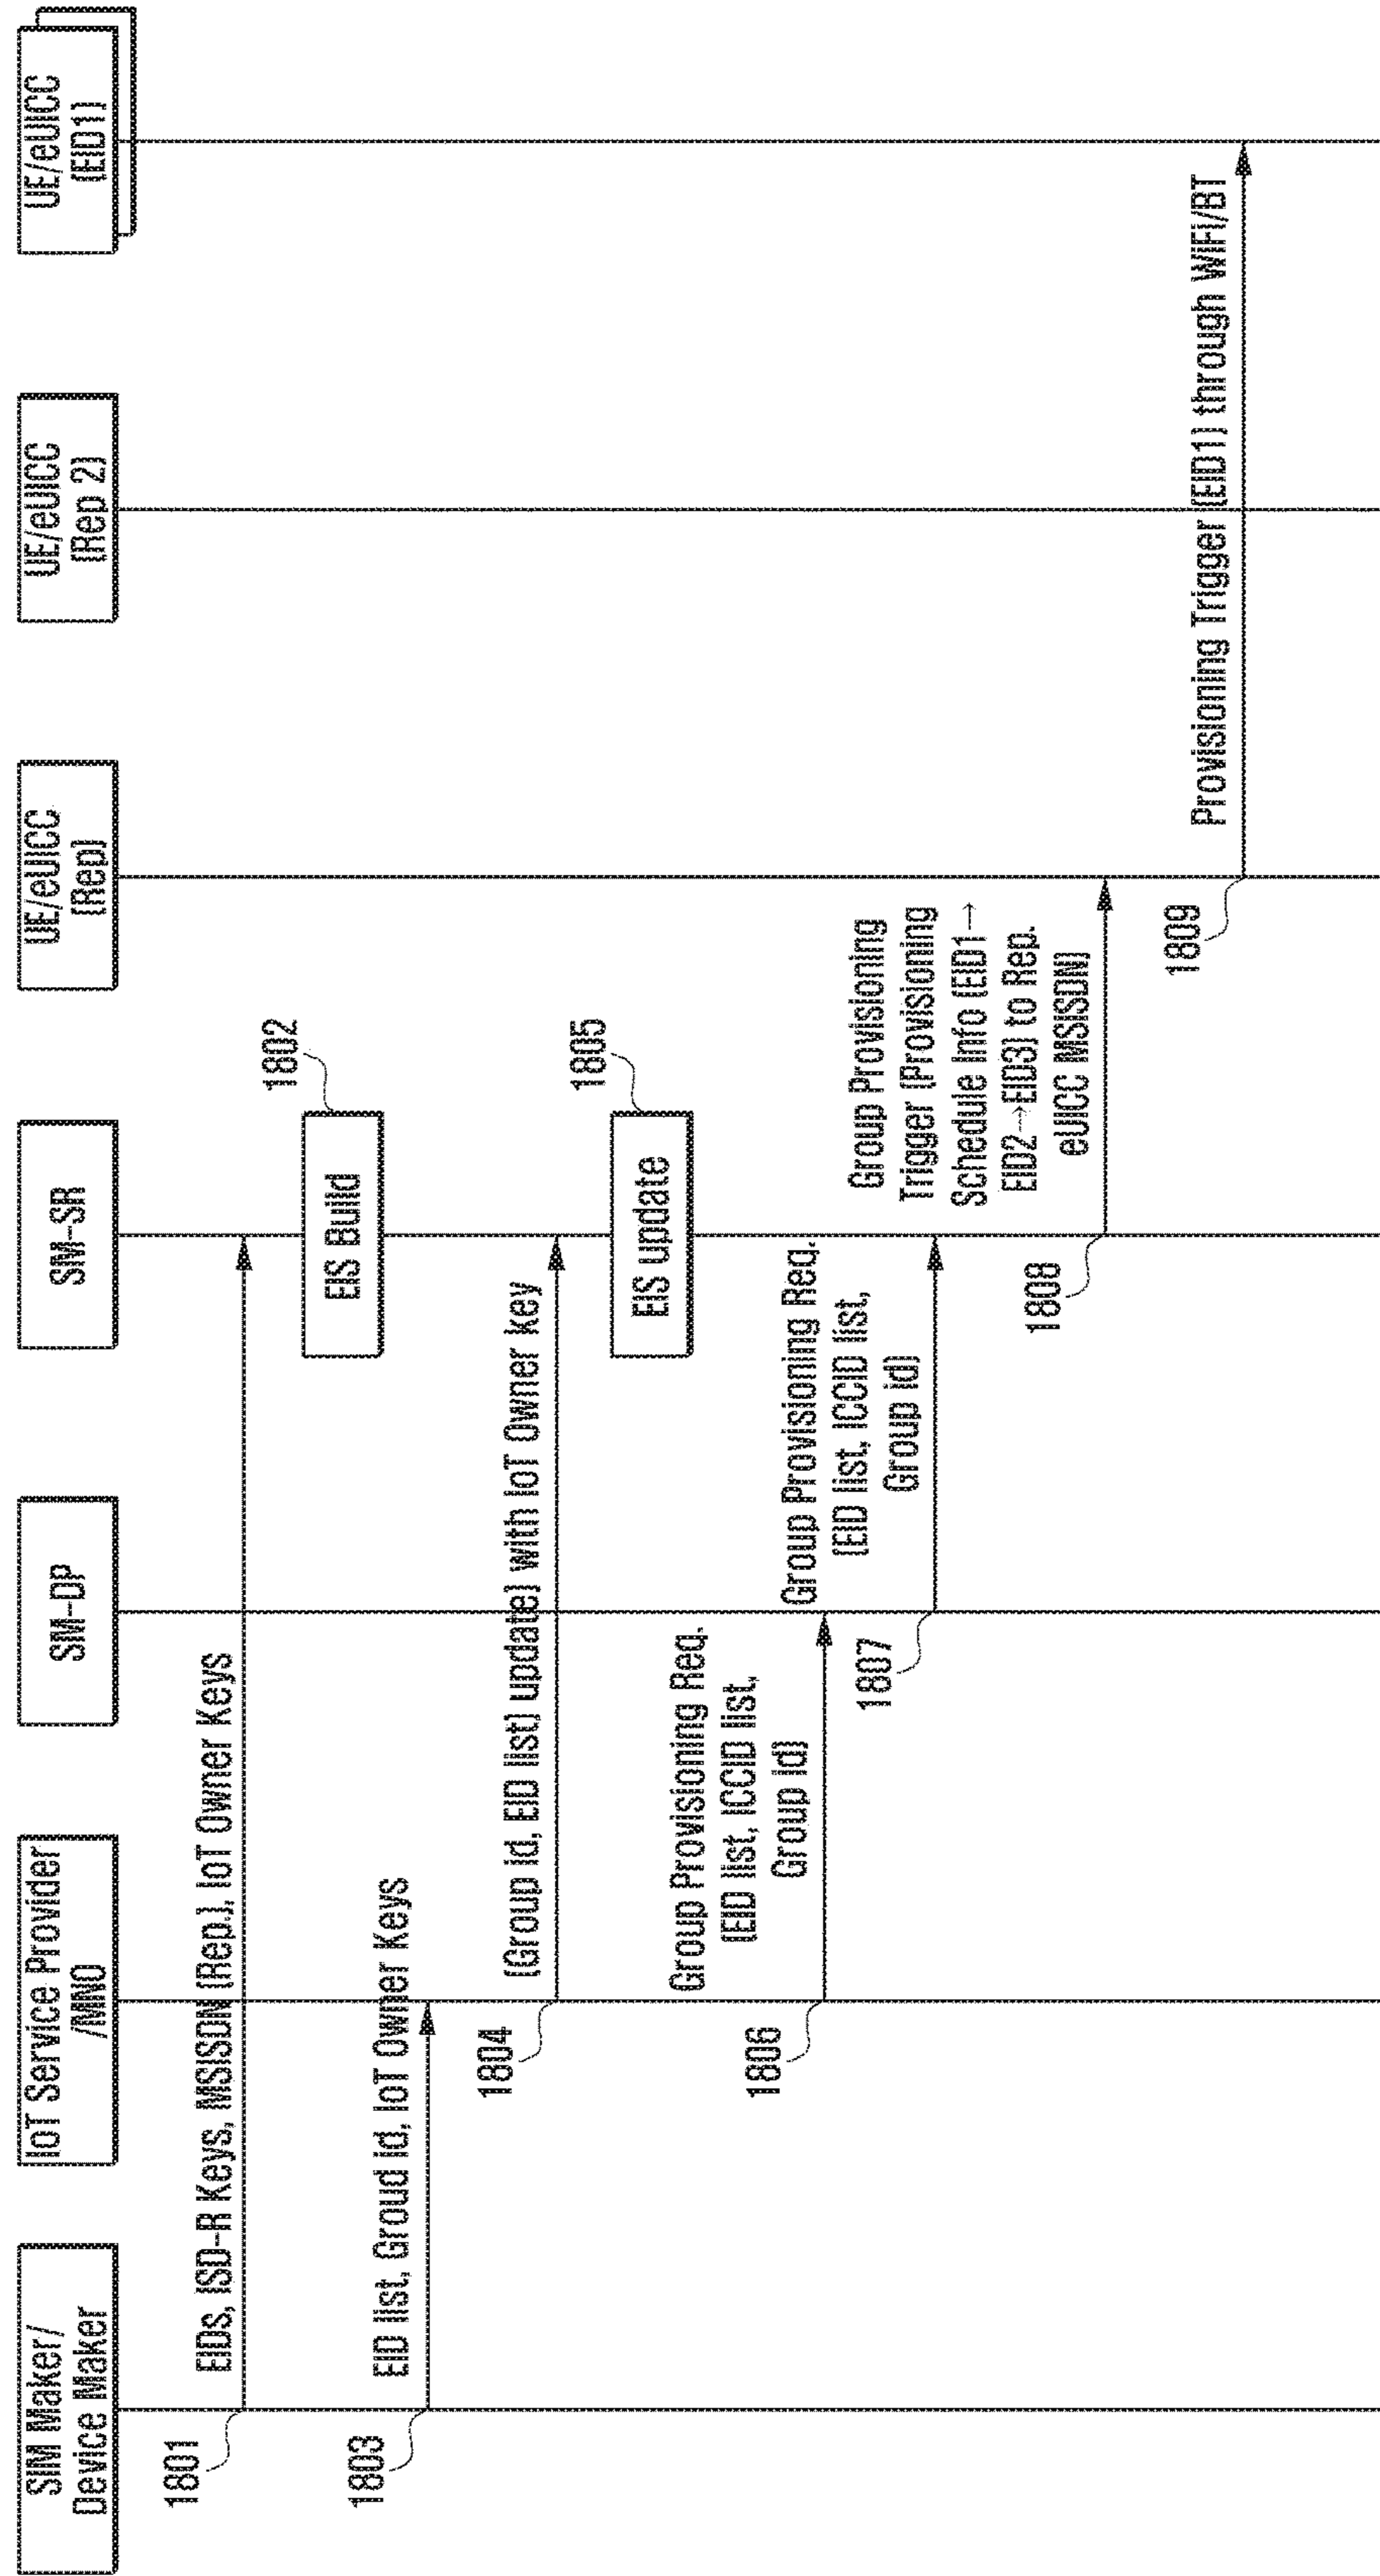 SIM Maker/
Device Maker
IoT Service Provider
/MNO
SM-DP
SM-SR
UE/eUICC
(Rep)
UE/eUICC
(Rep 2)
UE/eUICC
(EID1)
1801
EIDs, ISD-R Keys, MSISDN (Rep.), IoT Owner Keys
1802
EIS Build
1803
EID list, Groud id, IoT Owner Keys
1804
(Group id, EID list) update) with IoT Owner key
1805
EIS update
1806
Group Provisioning Req.
(EID list, ICCID list,
Group id)
1807
Group Provisioning Req.
(EID list, ICCID list,
Group id)
1808
Group Provisioning
Trigger (Provisioning
Schedule Info (EID1→
EID2→EID3) to Rep.
eUICC MSISDN)
1809
Provisioning Trigger (EID1) through WIFI/BT